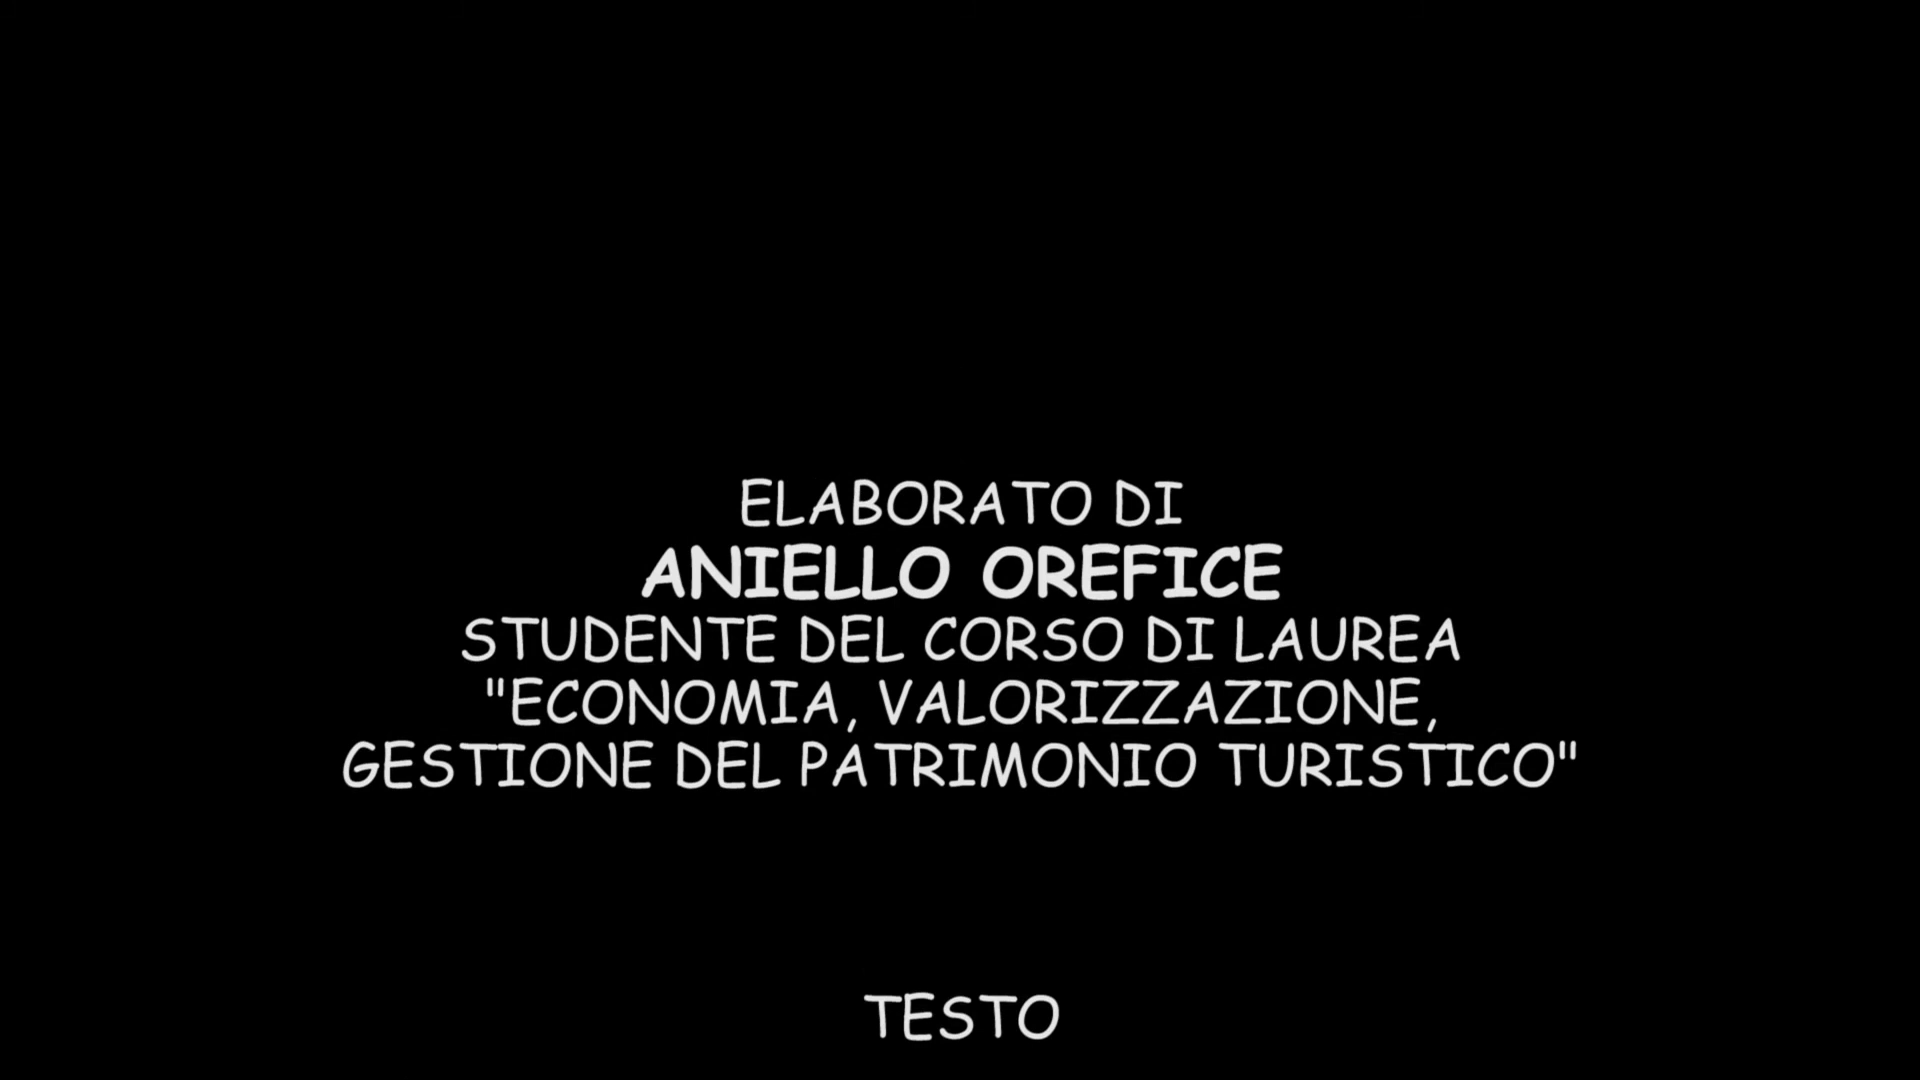 ELABORATO DI
ANIELLO OREFICE
STUDENTE DEL CORSO DI LAUREA
"ECONOMIA, VALORIZZAZIONE,
GESTIONE DEL PATRIMONIO TURISTICO"
TESTO